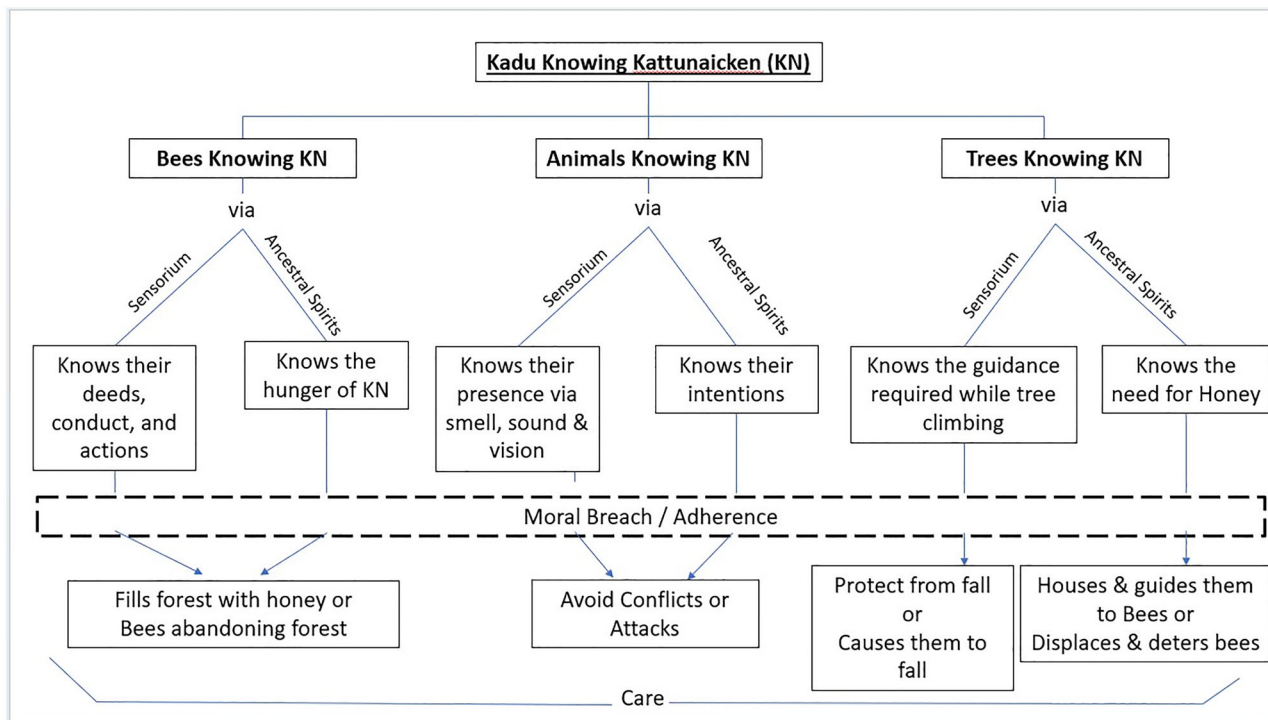 Kadu Knowing Kattunaicken (KN)
Bees Knowing KN
Animals Knowing KN
Trees Knowing KN
via
via
via
Sensorium
Ancestral Spirits
Sensorium
Ancestral Spirits
Sensorium
Ancestral Spirits
Knows their
deeds,
conduct, and
actions
Knows the
hunger of KN
Knows their
presence via
smell, sound &
vision
Knows their
intentions
Knows the guidance
required while tree
climbing
Knows the
need for Honey
Moral Breach / Adherence
Fills forest with honey or
Bees abandoning forest
Avoid Conflicts or
Attacks
Protect from fall
or
Causes them to
fall
Houses & guides them
to Bees or
Displaces & deters bees
Care